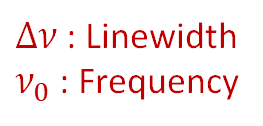 Δν : Linewidth
ν₀ : Frequency